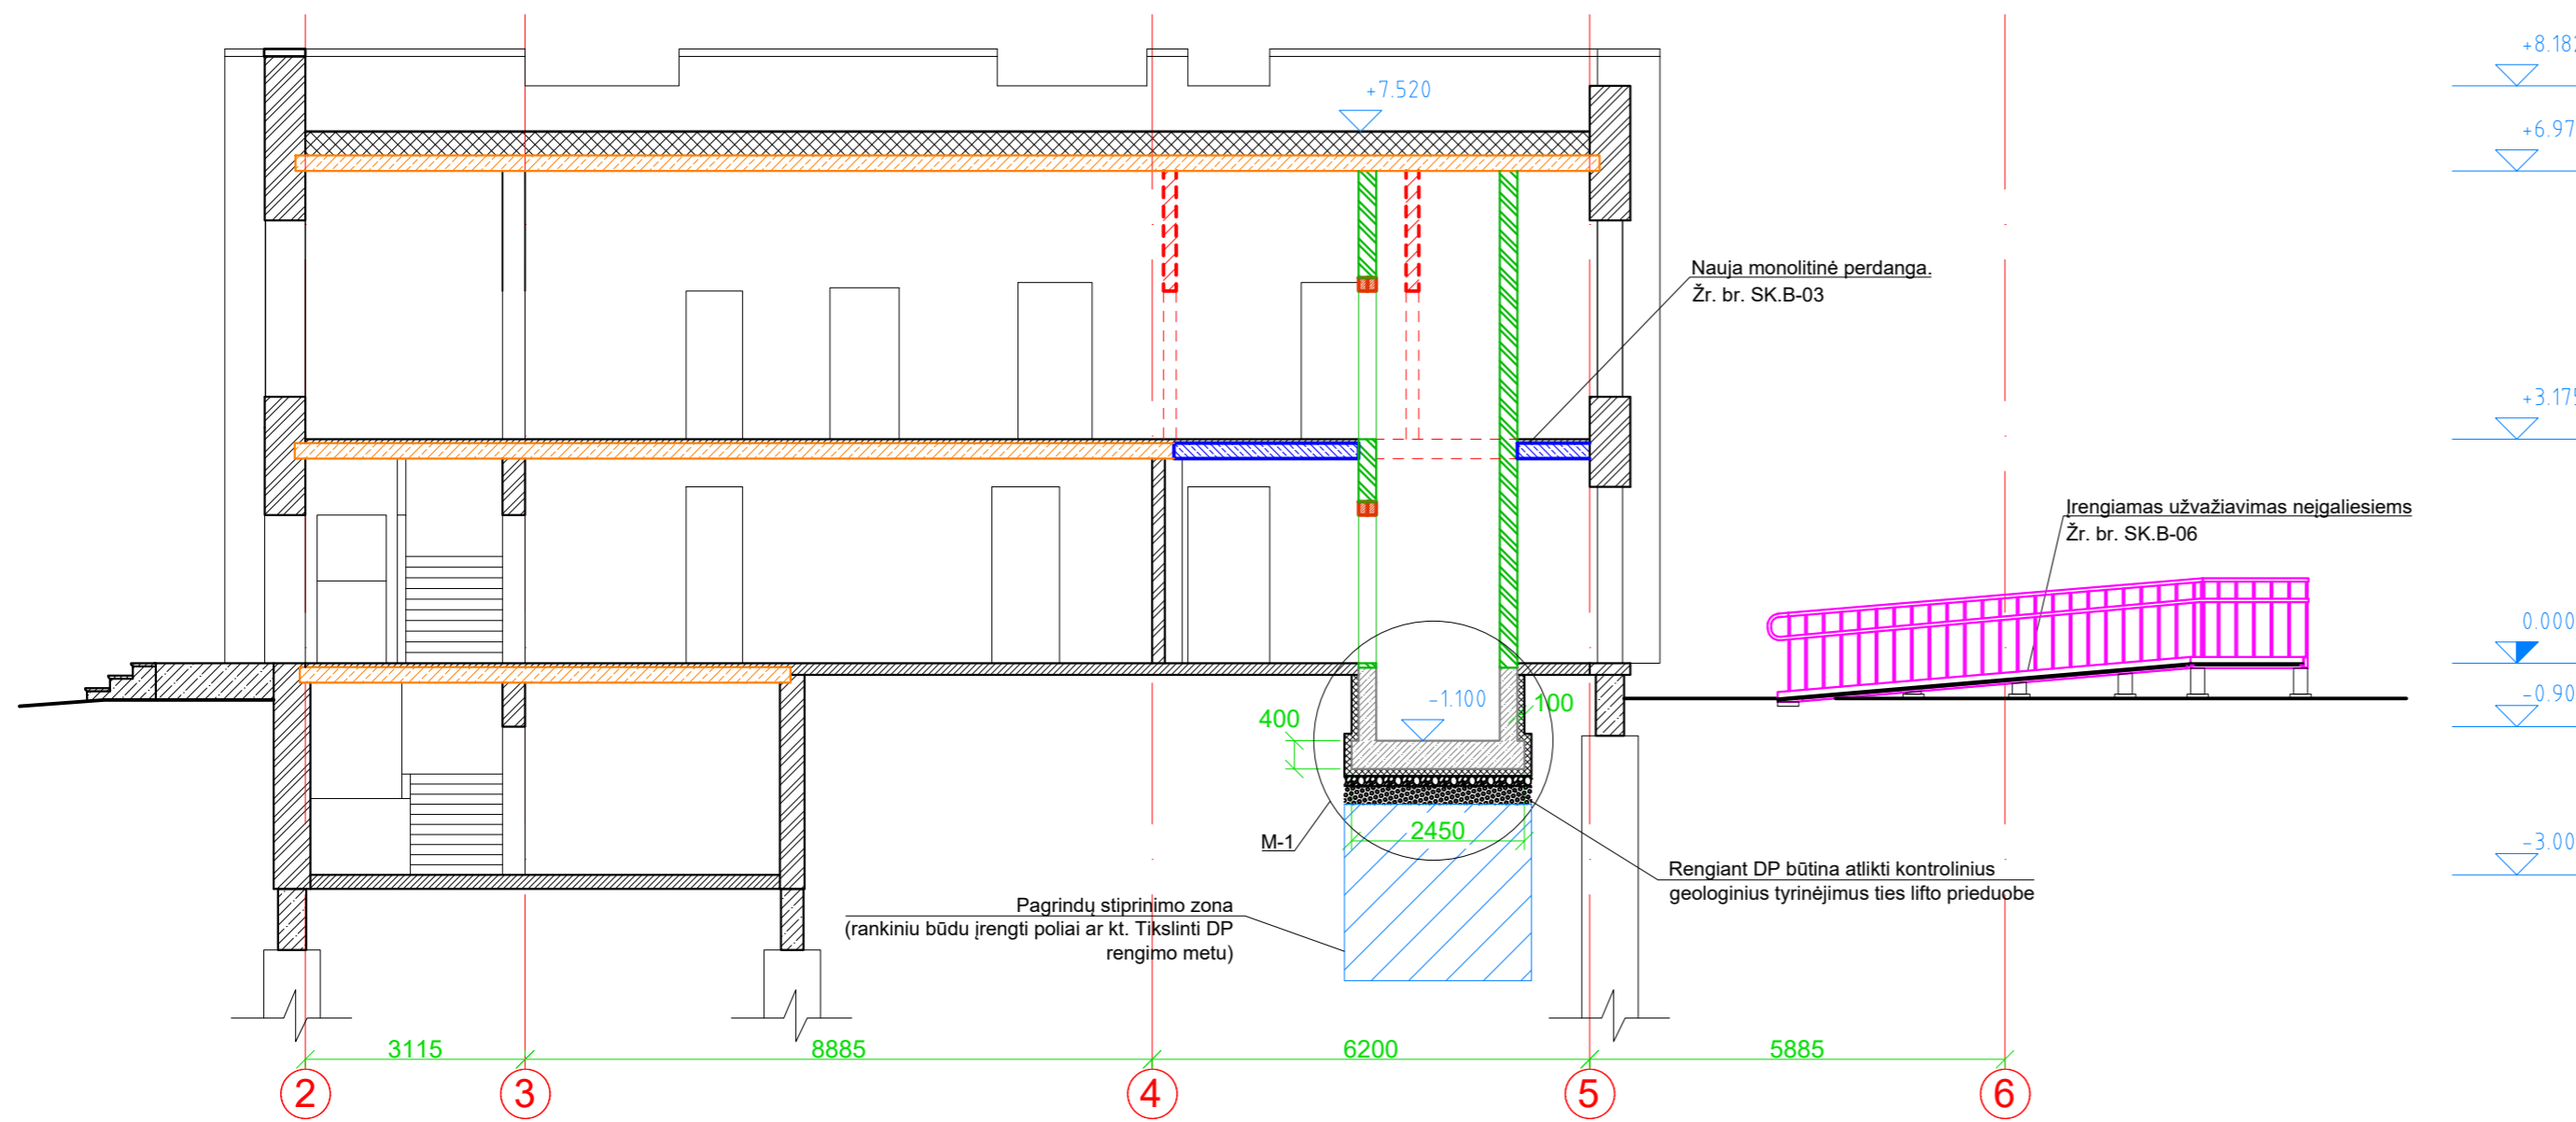 +8.182
+7.520
+6.97
Nauja monolitinė perdanga.
Žr. br. SK.B-03
+3.175
Įrengiamas užvažiavimas neįgaliesiems
Žr. br. SK.B-06
0.000
-1.100
100
400
-0.90
2450
M-1
-3.00
Rengiant DP būtina atlikti kontrolinius
geologinius tyrinėjimus ties lifto prieduobe
Pagrindų stiprinimo zona
(rankiniu būdu įrengti poliai ar kt. Tikslinti DP
rengimo metu)
3115 8885 6200 5885
2 3 4 5 6